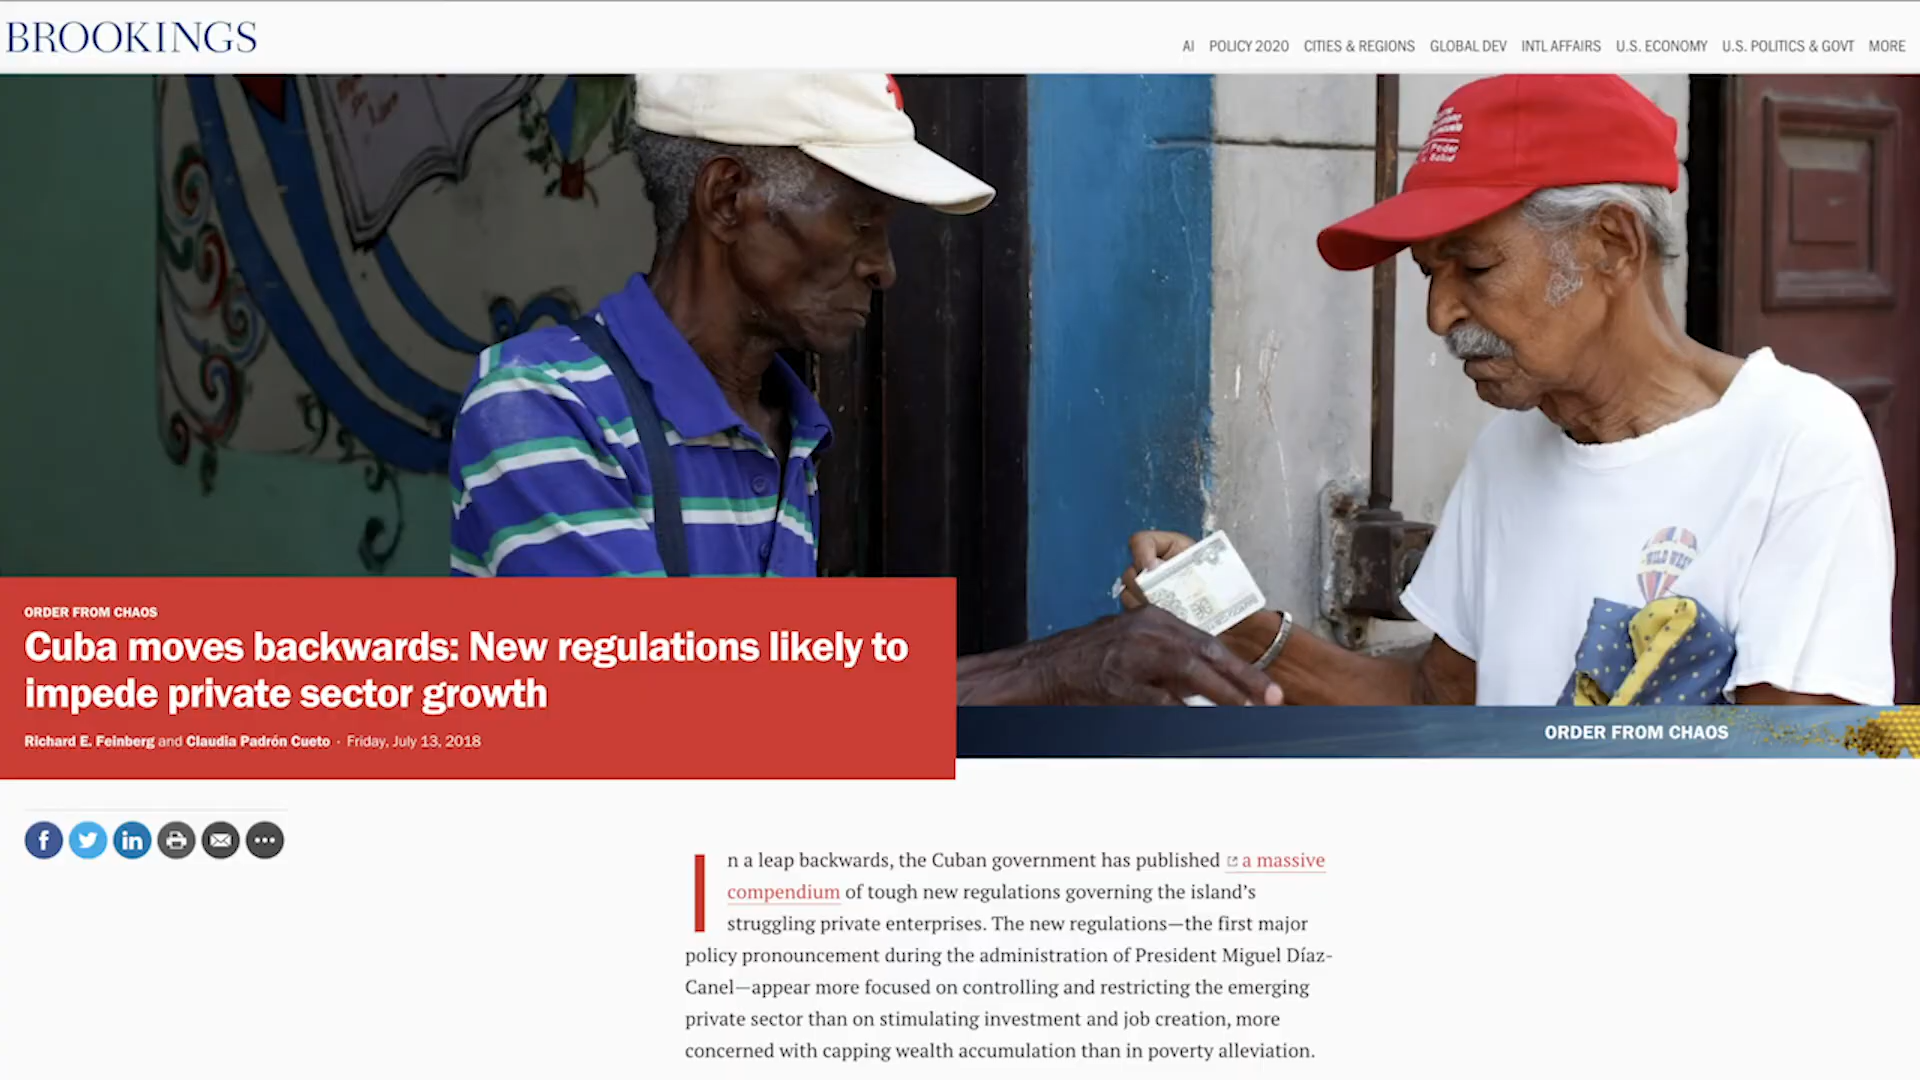 BROOKINGS
AI POLICY 2020 CITIES & REGIONS GLOBAL DEV INTL AFFAIRS U.S. ECONOMY U.S. POLITICS & GOVT MORE
Poder
WILD WEST
ORDER FROM CHAOS
Cuba moves backwards: New regulations likely to
impede private sector growth
Richard E. Feinberg and Claudia Padrón Cueto · Friday, July 13, 2018
ORDER FROM CHAOS
In a leap backwards, the Cuban government has published a massive
compendium of tough new regulations governing the island’s
struggling private enterprises. The new regulations—the first major
policy pronouncement during the administration of President Miguel Díaz-
Canel—appear more focused on controlling and restricting the emerging
private sector than on stimulating investment and job creation, more
concerned with capping wealth accumulation than in poverty alleviation.